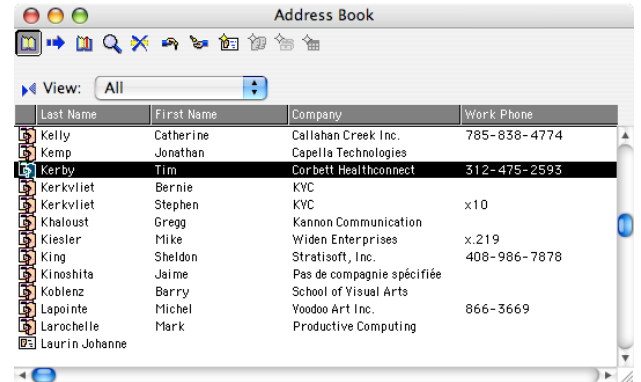 Address Book
View: All
Last Name First Name Company Work Phone
Kelly Catherine Callahan Creek Inc. 785-838-4774
Kemp Jonathan Capella Technologies
Kerby Tim Corbett Healthconnect 312-475-2593
Kerkvliet Bernie KVC
Kerkvliet Stephen KVC x10
Khaloust Gregg Kannon Communication
Kiesler Mike Widen Enterprises x.219
King Sheldon Stratisoft, Inc. 408-986-7878
Kinoshita Jaime Pas de compagnie spécifiée
Koblenz Barry School of Visual Arts
Lapointe Michel Voodoo Art Inc. 866-3669
Larochelle Mark Productive Computing
Laurin Johanne